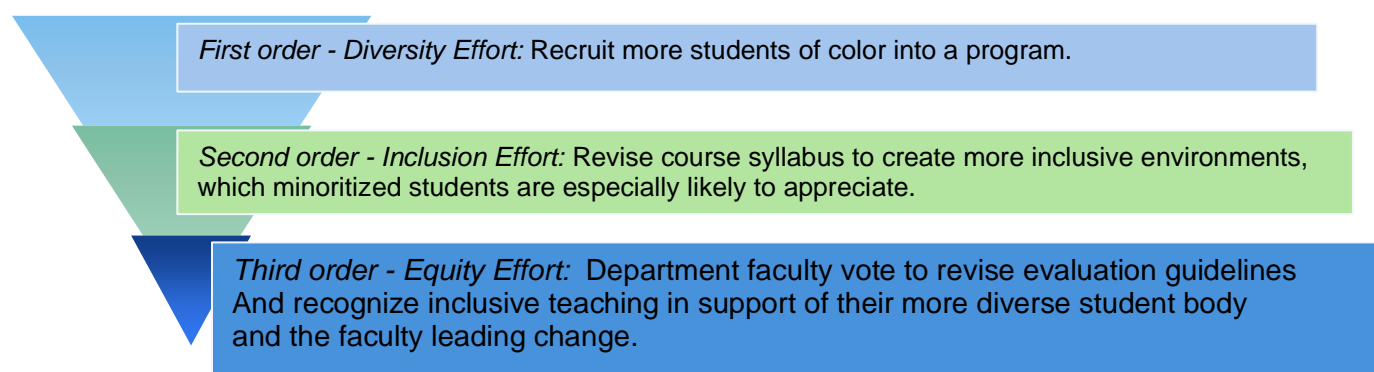 First order - Diversity Effort: Recruit more students of color into a program.
Second order - Inclusion Effort: Revise course syllabus to create more inclusive environments,
which minoritized students are especially likely to appreciate.
Third order - Equity Effort:  Department faculty vote to revise evaluation guidelines
And recognize inclusive teaching in support of their more diverse student body
and the faculty leading change.